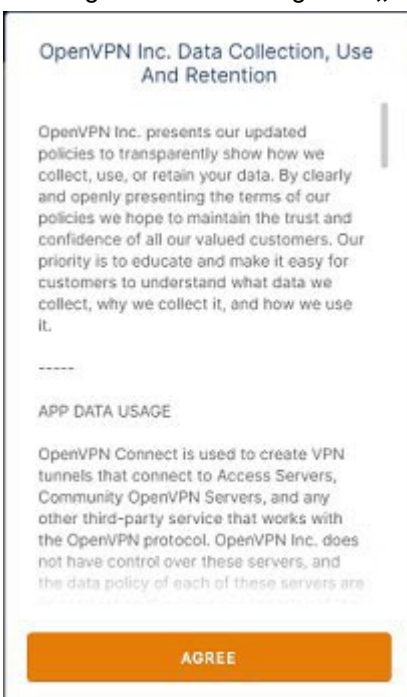 OpenVPN Inc. Data Collection, Use
And Retention
OpenVPN Inc. presents our updated
policies to transparently show how we
collect, use, or retain your data. By clearly
and openly presenting the terms of our
policies we hope to maintain the trust and
confidence of all our valued customers. Our
priority is to educate and make it easy for
customers to understand what data we
collect, why we collect it, and how we use
it.
-----
APP DATA USAGE
OpenVPN Connect is used to create VPN
tunnels that connect to Access Servers,
Community OpenVPN Servers, and any
other third-party service that works with
the OpenVPN protocol. OpenVPN Inc. does
not have control over these servers, and
the data policy of each of these servers are
AGREE